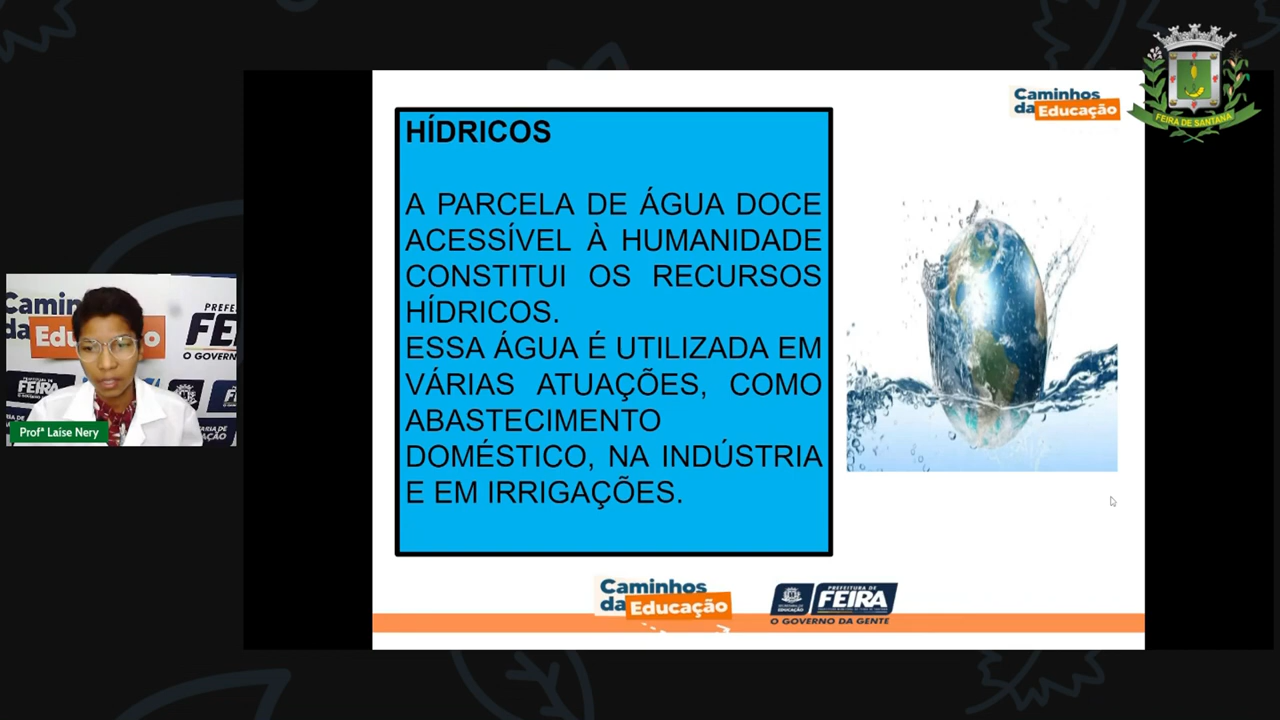 Caminhos
da Educação
FEIRA DE SANTANA
HÍDRICOS
A PARCELA DE ÁGUA DOCE
ACESSÍVEL À HUMANIDADE
CONSTITUI OS RECURSOS
HÍDRICOS.
ESSA ÁGUA É UTILIZADA EM
VÁRIAS ATUAÇÕES, COMO
ABASTECIMENTO
DOMÉSTICO, NA INDÚSTRIA
E EM IRRIGAÇÕES.
Profª Laíse Nery
Caminhos
da Educação
PREFEITURA DE
FEIRA
O GOVERNO DA GENTE